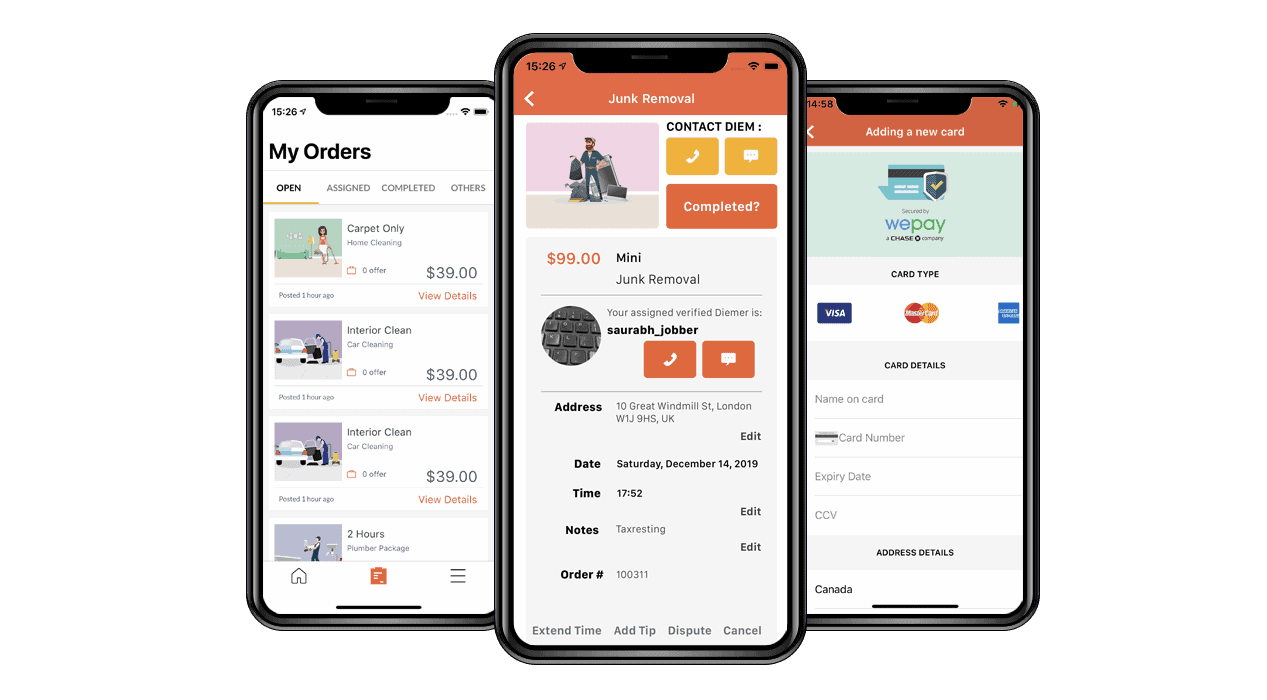 15:26
My Orders
OPEN ASSIGNED COMPLETED OTHERS
Carpet Only
Home Cleaning
0 offer
$39.00
Posted 1 hour ago
View Details
Interior Clean
Car Cleaning
0 offer
$39.00
Posted 1 hour ago
View Details
Interior Clean
Car Cleaning
0 offer
$39.00
Posted 1 hour ago
View Details
2 Hours
Plumber Package
15:26
Junk Removal
CONTACT DIEM :
Completed?
$99.00 Mini
Junk Removal
Your assigned verified Diemer is:
saurabh_jobber
Address 10 Great Windmill St, London
W1J 9HS, UK
Edit
Date Saturday, December 14, 2019
Time 17:52
Edit
Notes Taxresting
Edit
Order # 100311
Extend Time Add Tip Dispute Cancel
14:58
Adding a new card
Secured by
wepay
a CHASE company
CARD TYPE
VISA MasterCard AMERICAN EXPRESS
CARD DETAILS
Name on card
Card Number
Expiry Date
CCV
ADDRESS DETAILS
Canada